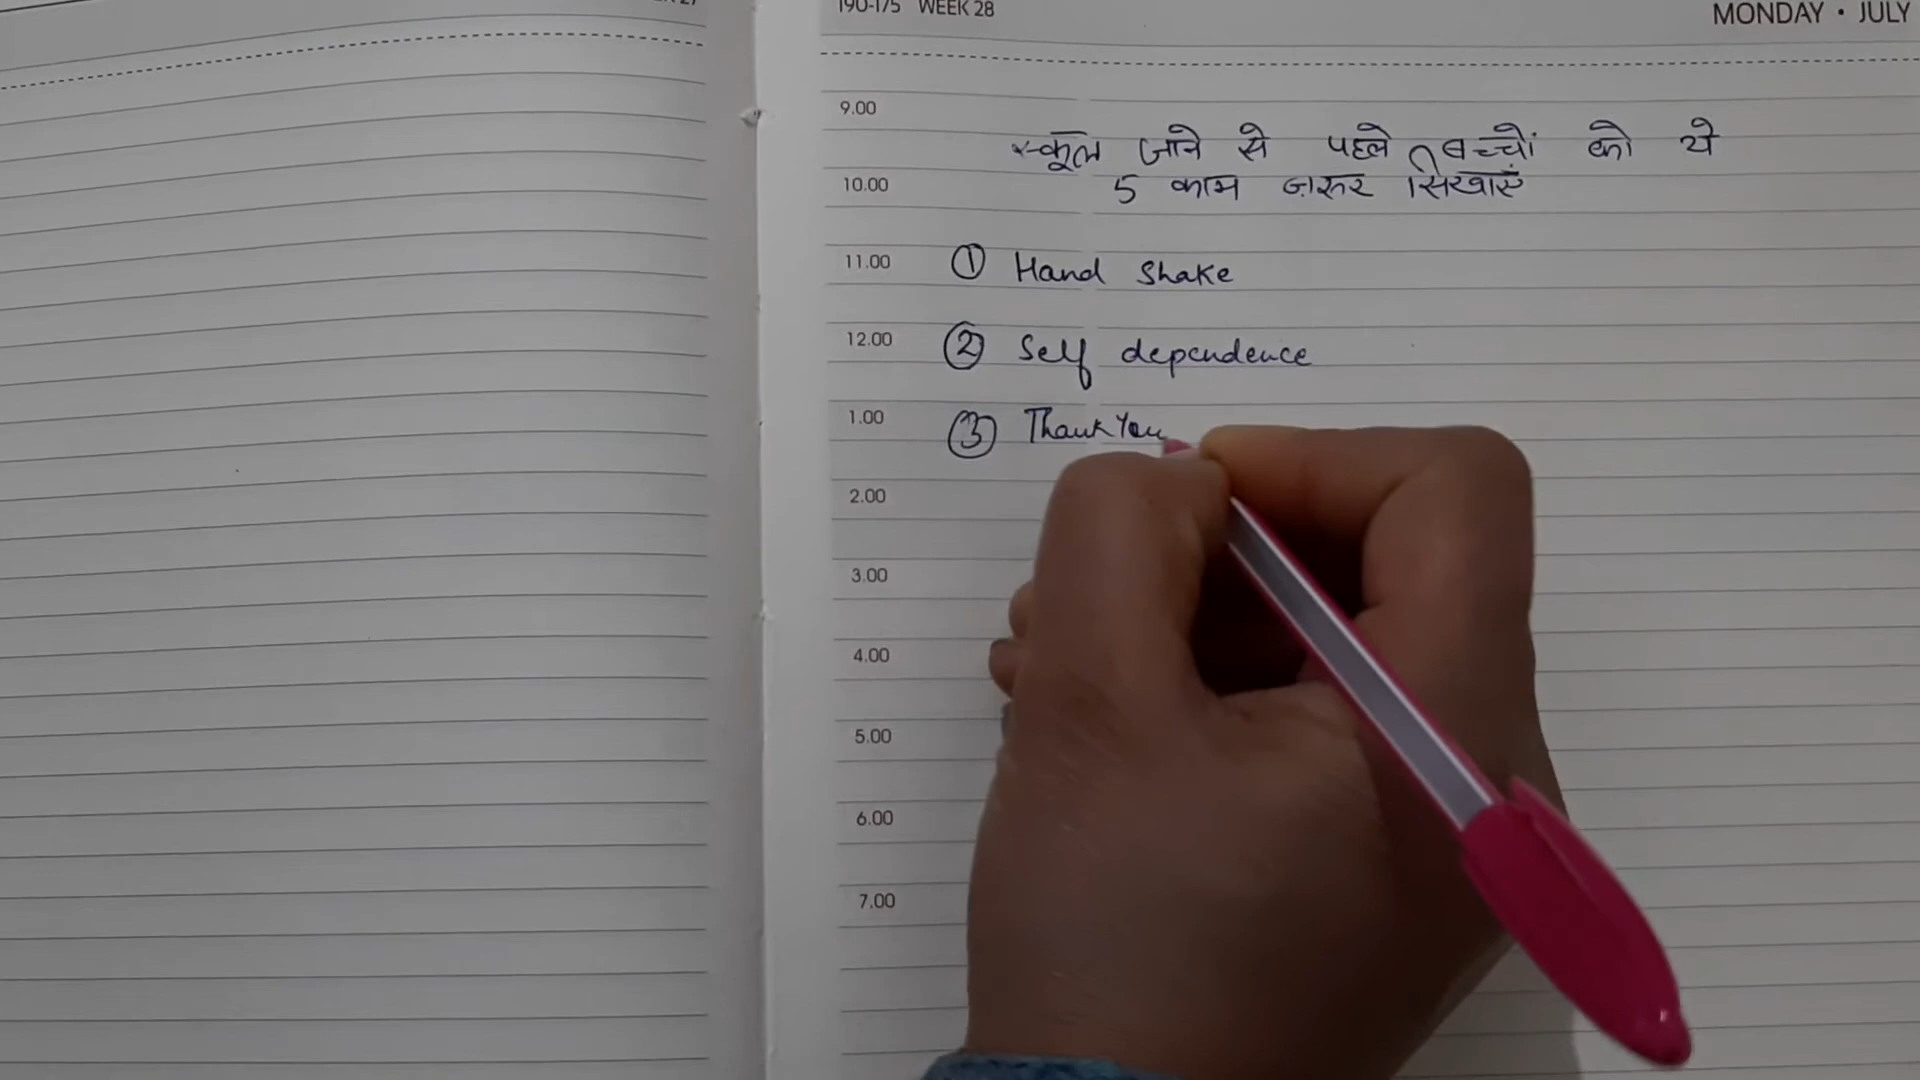 190-175 WEEK 28
MONDAY • JULY
9.00
स्कूल जाने से पहले बच्चों को ये
10.00
5 काम ज़रूर सिखाएं
11.00
① Hand Shake
12.00
② Self dependence
1.00
③ Thank You
2.00
3.00
4.00
5.00
6.00
7.00